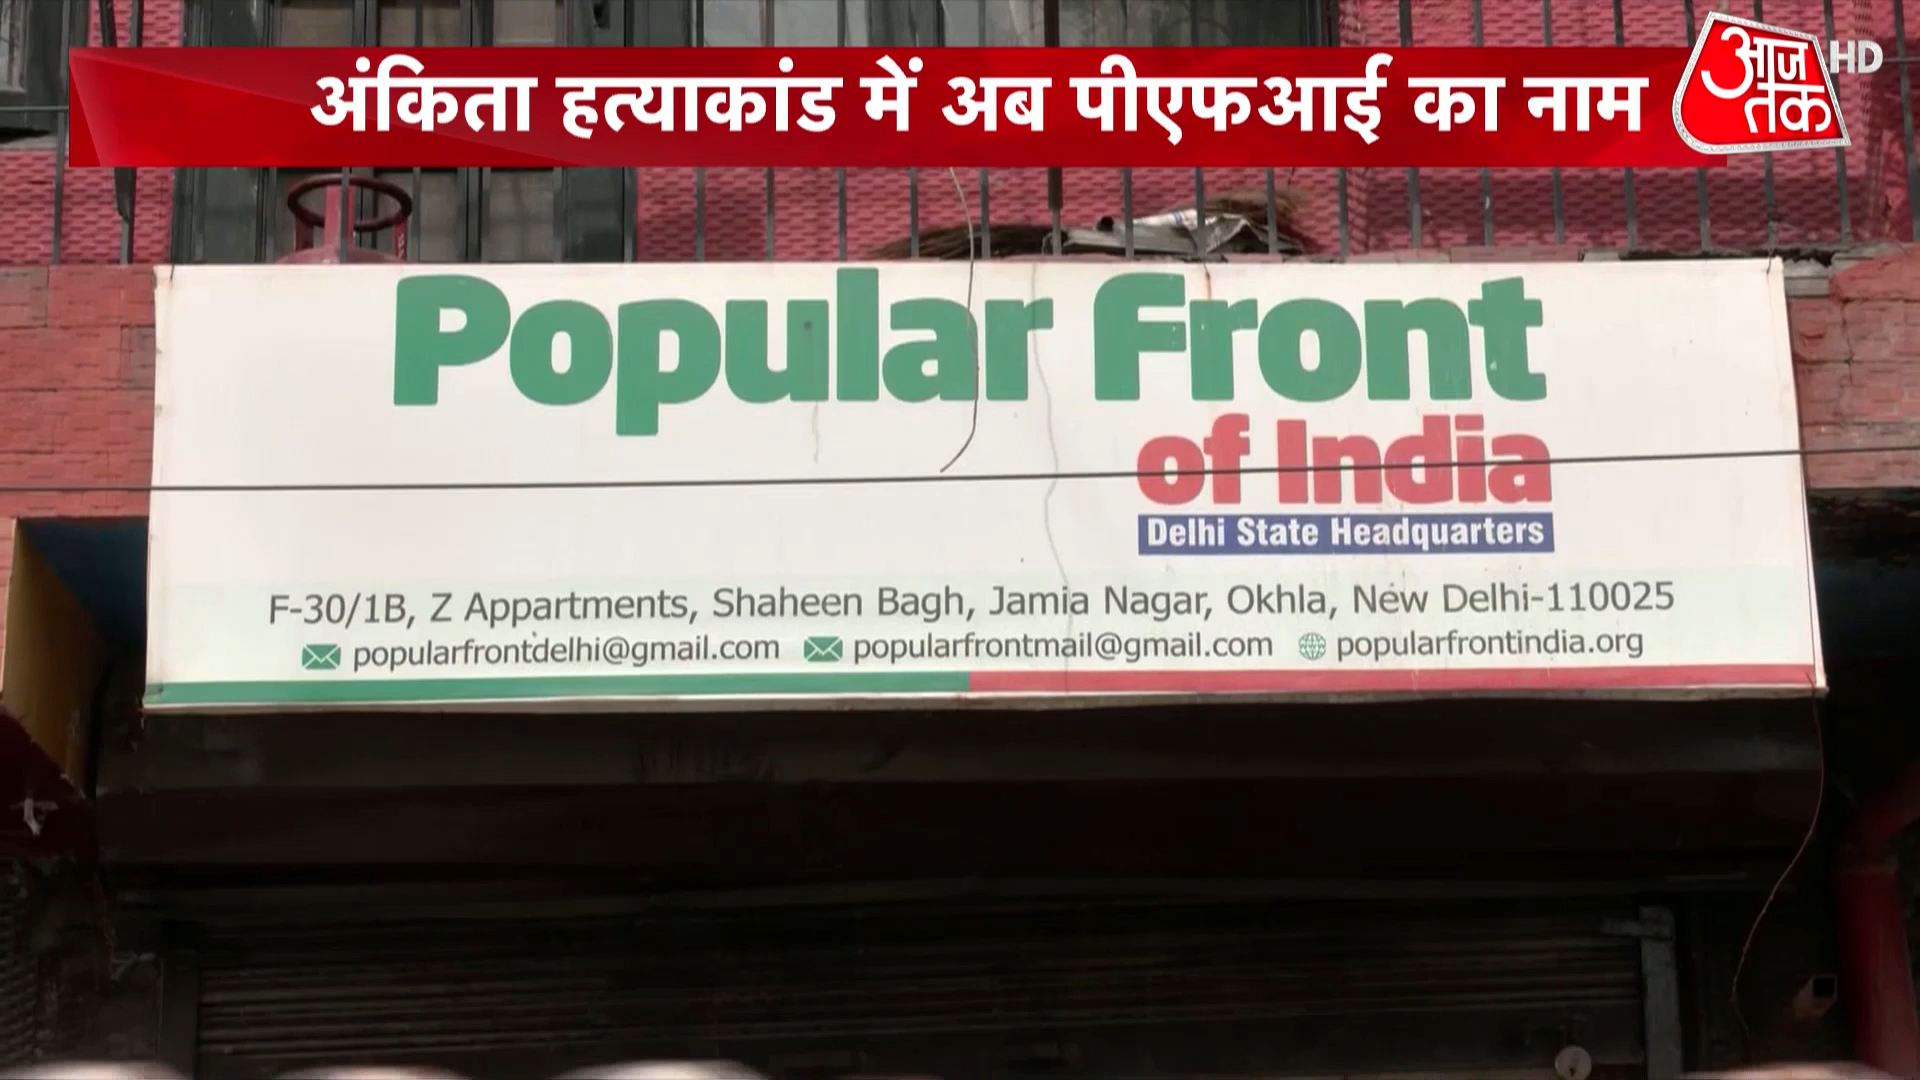 अंकिता हत्याकांड में अब पीएफआई का नाम
आज
तक
HD
Popular Front
of India
Delhi State Headquarters
F-30/1B, Z Appartments, Shaheen Bagh, Jamia Nagar, Okhla, New Delhi-110025
popularfrontdelhi@gmail.com popularfrontmail@gmail.com popularfrontindia.org